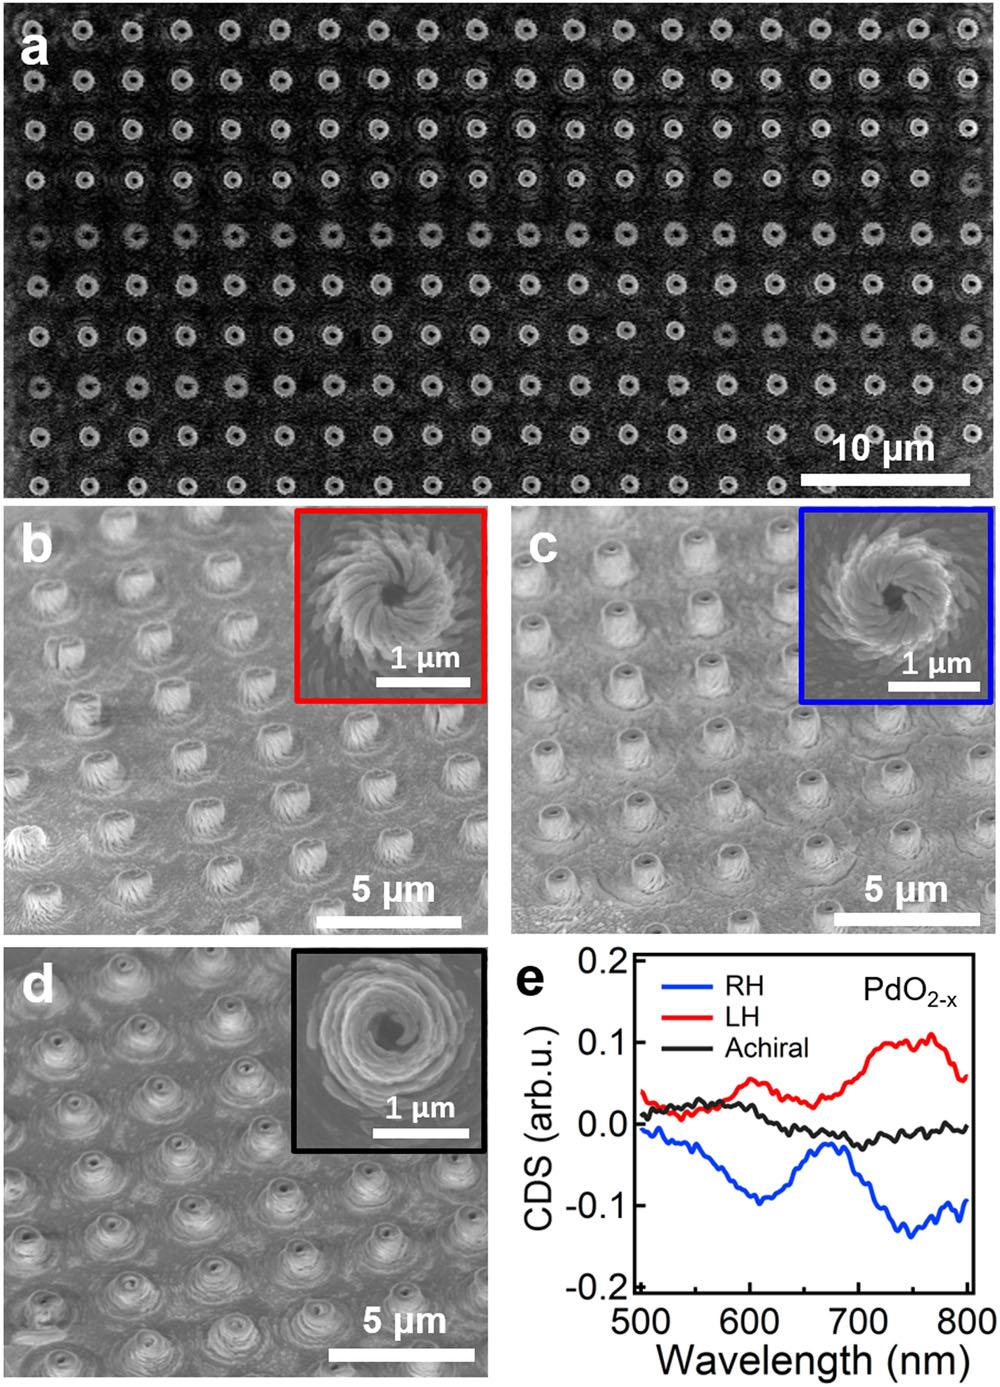 a
10 μm
b
1 μm
5 μm
c
1 μm
5 μm
d
1 μm
5 μm
e
0.2
0.1
0.0
-0.1
-0.2
CDS (arb.u.)
RH
LH
Achiral
PdO2-x
500 600 700 800
Wavelength (nm)